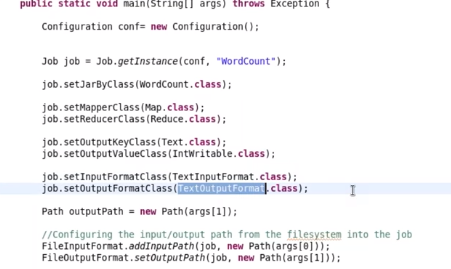 public static void main(String[] args) throws Exception {
Configuration conf= new Configuration();
Job job = Job.getInstance(conf, "WordCount");
job.setJarByClass(WordCount.class);
job.setMapperClass(Map.class);
job.setReducerClass(Reduce.class);
job.setOutputKeyClass(Text.class);
job.setOutputValueClass(IntWritable.class);
job.setInputFormatClass(TextInputFormat.class);
job.setOutputFormatClass(TextOutputFormat.class);
Path outputPath = new Path(args[1]);
//Configuring the input/output path from the filesystem into the job
FileInputFormat.addInputPath(job, new Path(args[0]));
FileOutputFormat.setOutputPath(job, new Path(args[1]));